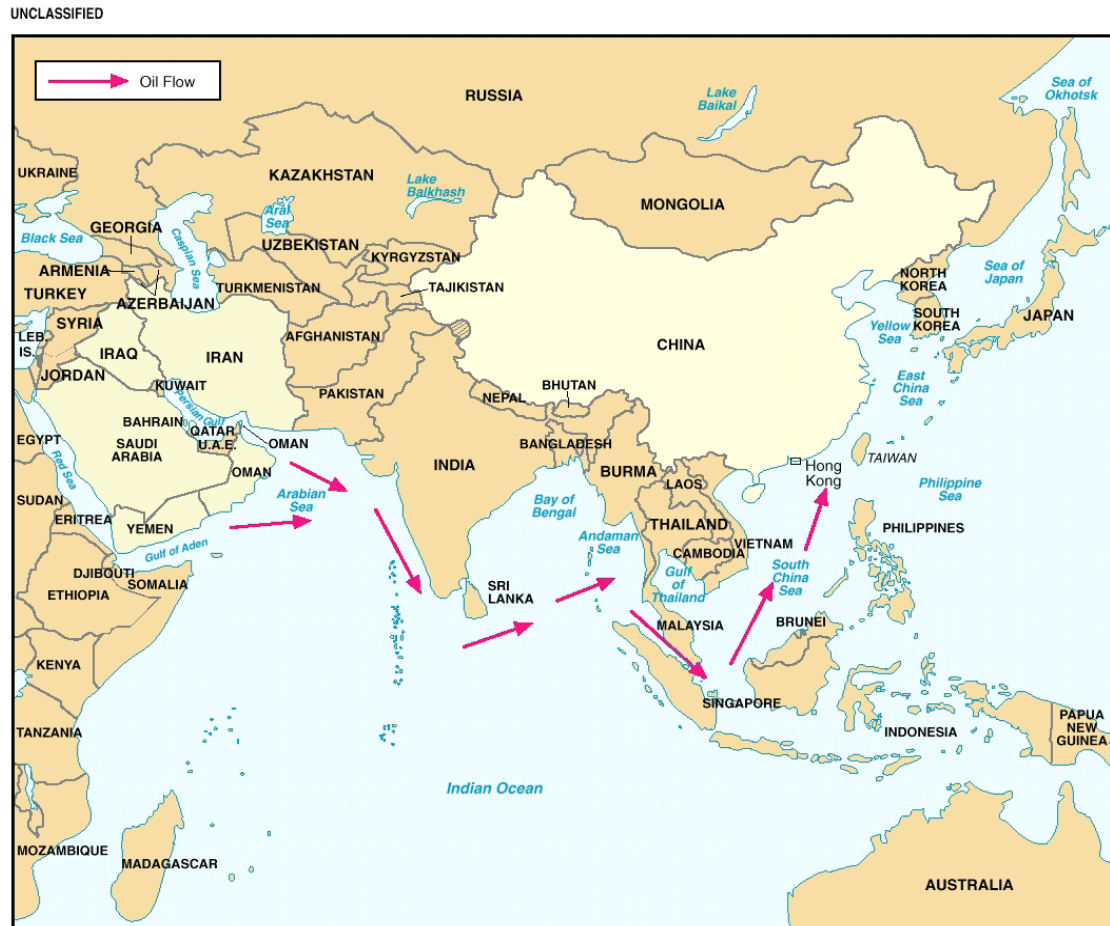 UNCLASSIFIED
Oil Flow
RUSSIA
Lake
Baikal
Sea of
Okhotsk
UKRAINE
KAZAKHSTAN
Lake
Balkhash
MONGOLIA
Aral
Sea
GEORGIA
Black Sea
Caspian Sea
UZBEKISTAN
KYRGYZSTAN
ARMENIA
TURKEY
AZERBAIJAN
TURKMENISTAN
TAJIKISTAN
NORTH
KOREA
Sea of
Japan
SYRIA
SOUTH
KOREA
JAPAN
LEB.
IS.
IRAQ
IRAN
AFGHANISTAN
CHINA
Yellow
Sea
JORDAN
KUWAIT
PAKISTAN
NEPAL
BHUTAN
East
China
Sea
Persian Gulf
BAHRAIN
QATAR
U.A.E.
OMAN
EGYPT
Red Sea
SAUDI
ARABIA
OMAN
INDIA
BANGLADESH
BURMA
LAOS
Hong
Kong
TAIWAN
Philippine
Sea
SUDAN
ERITREA
YEMEN
Arabian
Sea
Bay of
Bengal
Andaman
Sea
THAILAND
PHILIPPINES
Gulf of Aden
DJIBOUTI
SOMALIA
ETHIOPIA
CAMBODIA
VIETNAM
Gulf
of
Thailand
South
China
Sea
SRI
LANKA
MALAYSIA
BRUNEI
KENYA
SINGAPORE
TANZANIA
INDONESIA
PAPUA
NEW
GUINEA
Indian Ocean
MOZAMBIQUE
MADAGASCAR
AUSTRALIA